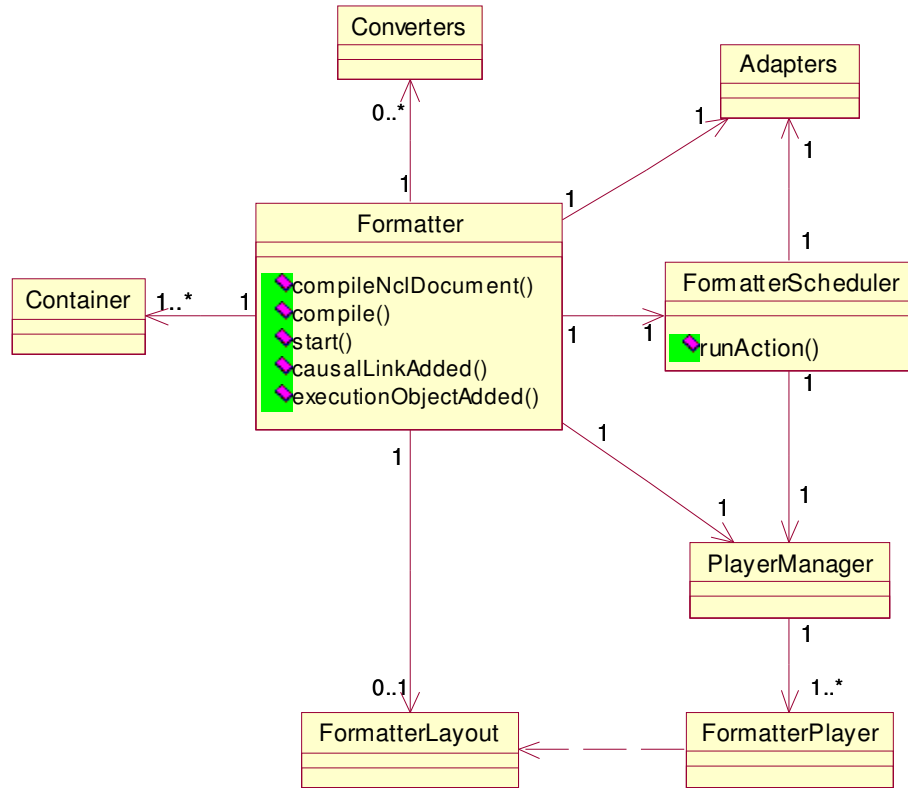 Converters
Adapters
0..*
1
1
1
1
Formatter
1
Container
1..*
1
compileNclDocument()
compile()
start()
causalLinkAdded()
executionObjectAdded()
1
1
FormatterScheduler
runAction()
1
1
1
1
1
PlayerManager
1
0..1
1..*
FormatterLayout
FormatterPlayer